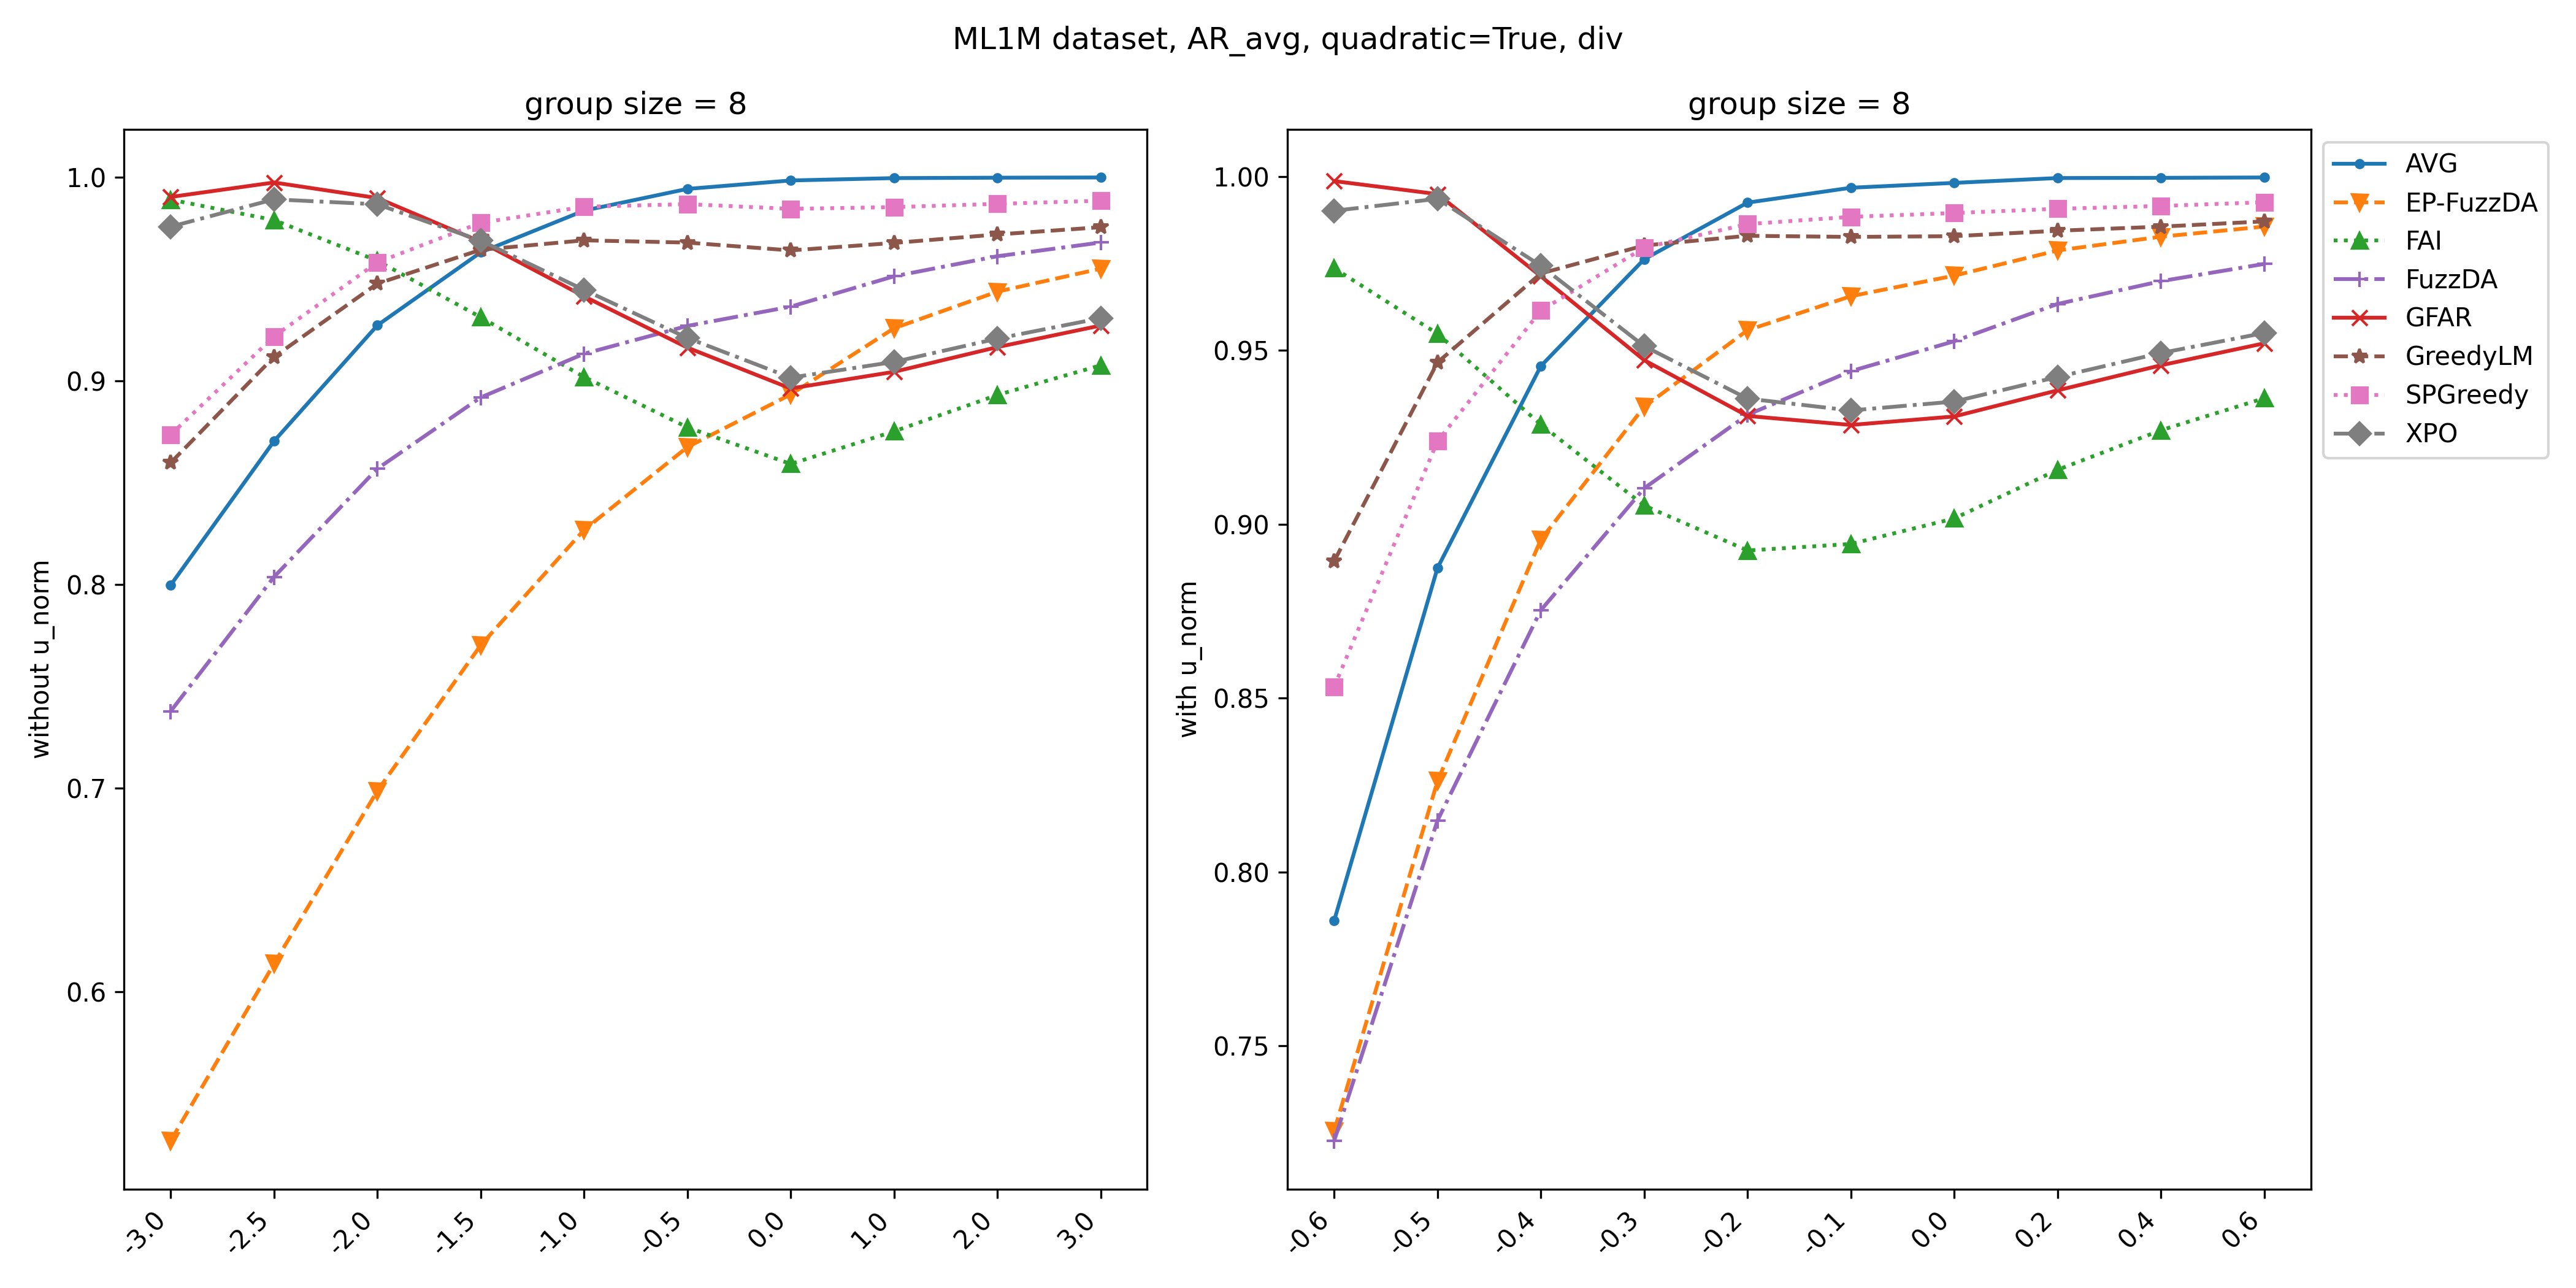 ML1M dataset, AR_avg, quadratic=True, div
group size = 8
without u_norm
1.0
0.9
0.8
0.7
0.6
-3.0
-2.5
-2.0
-1.5
-1.0
-0.5
0.0
1.0
2.0
3.0
group size = 8
with u_norm
1.00
0.95
0.90
0.85
0.80
0.75
-0.6
-0.5
-0.4
-0.3
-0.2
-0.1
0.0
0.2
0.4
0.6
AVG
EP-FuzzDA
FAI
FuzzDA
GFAR
GreedyLM
SPGreedy
XPO